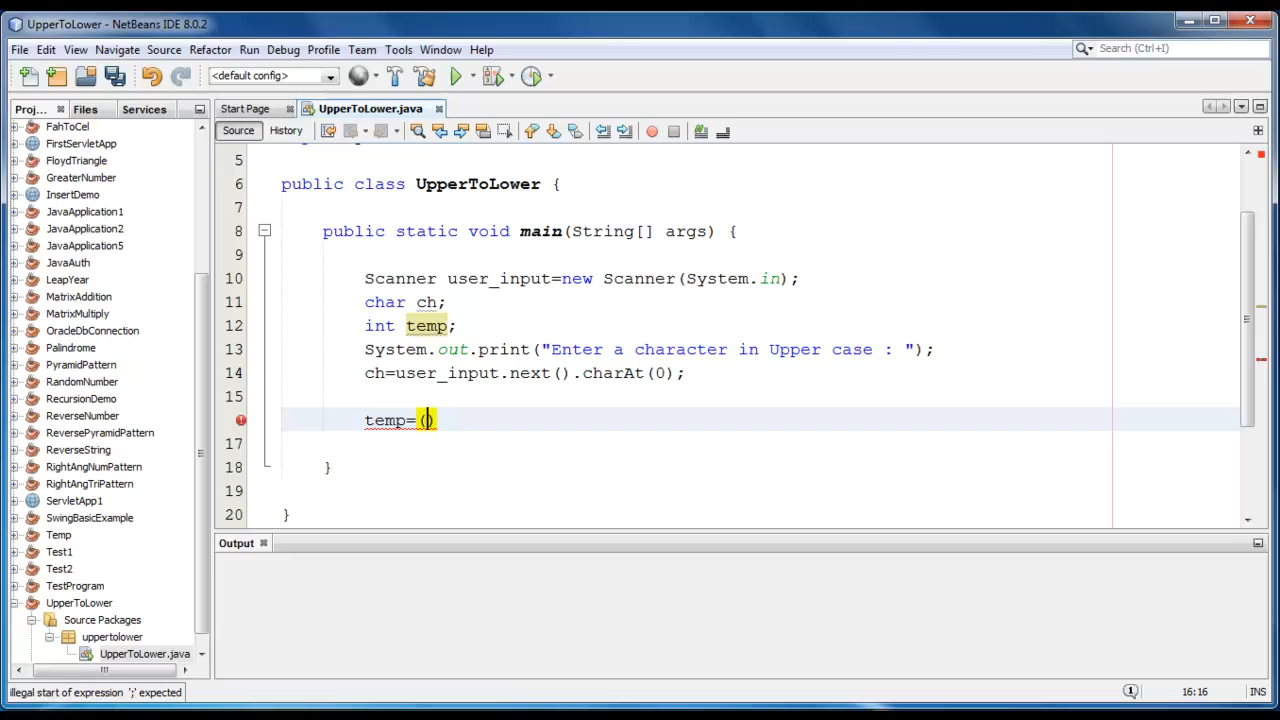 UpperToLower - NetBeans IDE 8.0.2
File Edit View Navigate Source Refactor Run Debug Profile Team Tools Window Help
Search (Ctrl+I)
<default config>
Proj... Files Services
Start Page UpperToLower.java
Source History
FahToCel
FirstServletApp
FloydTriangle
GreaterNumber
InsertDemo
JavaApplication1
JavaApplication2
JavaApplication5
JavaAuth
LeapYear
MatrixAddition
MatrixMultiply
OracleDbConnection
Palindrome
PyramidPattern
RandomNumber
RecursionDemo
ReverseNumber
ReversePyramidPattern
ReverseString
RightAngNumPattern
RightAngTriPattern
ServletApp1
SwingBasicExample
Temp
Test1
Test2
TestProgram
UpperToLower
Source Packages
uppertolower
UpperToLower.java
5
6 public class UpperToLower {
7
8 public static void main(String[] args) {
9
10 Scanner user_input=new Scanner(System.in);
11 char ch;
12 int temp;
13 System.out.print("Enter a character in Upper case : ");
14 ch=user_input.next().charAt(0);
15
temp=()
17
18 }
19
20 }
Output
illegal start of expression ';' expected
1
16:16
INS